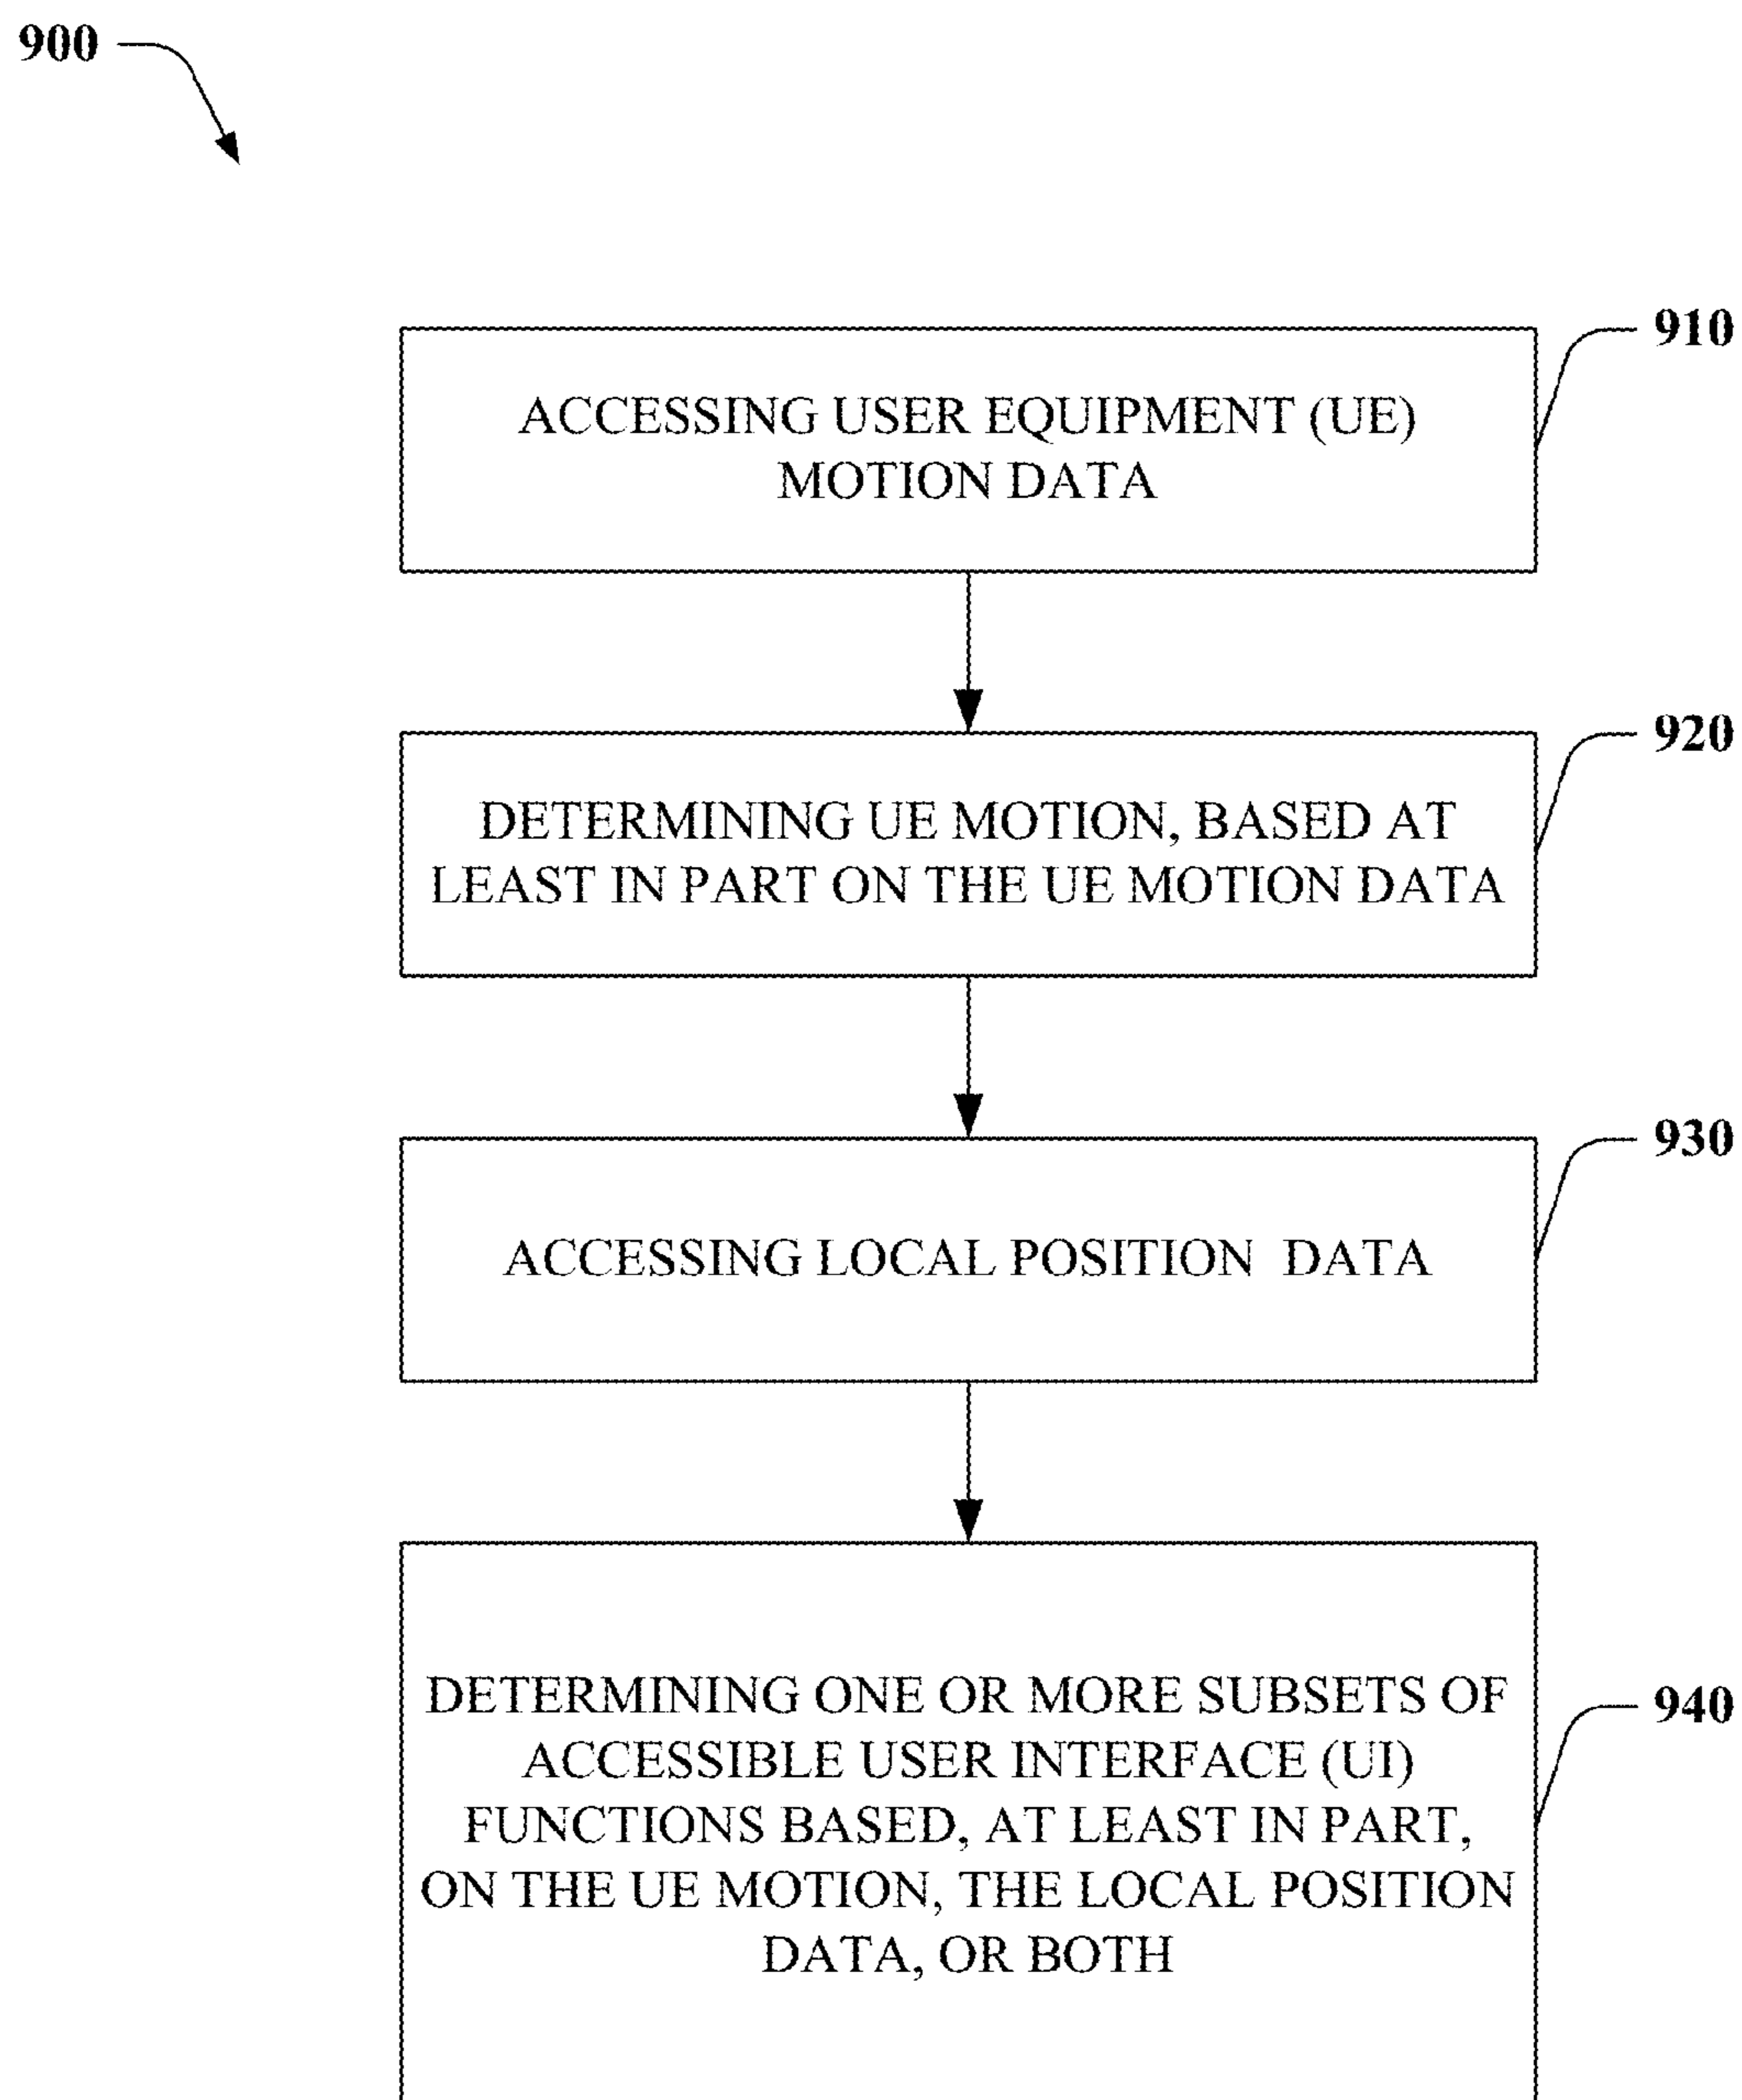 900
910
ACCESSING USER EQUIPMENT (UE)
MOTION DATA
920
DETERMINING UE MOTION, BASED AT
LEAST IN PART ON THE UE MOTION DATA
930
ACCESSING LOCAL POSITION DATA
940
DETERMINING ONE OR MORE SUBSETS OF
ACCESSIBLE USER INTERFACE (UI)
FUNCTIONS BASED, AT LEAST IN PART,
ON THE UE MOTION, THE LOCAL POSITION
DATA, OR BOTH